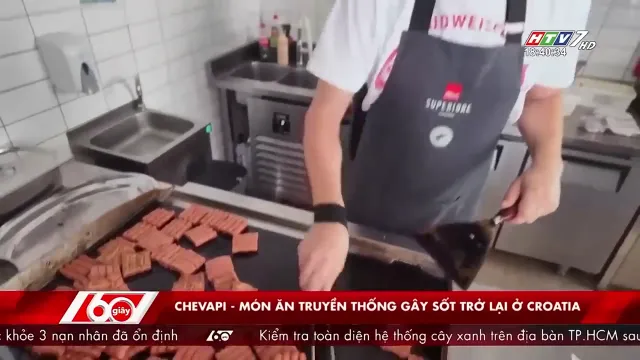 UDWEISER
HTV7 HD
15:40:34
SUPERIORE
60 giây
CHEVAPI - MÓN ĂN TRUYỀN THỐNG GÂY SỐT TRỞ LẠI Ở CROATIA
c khỏe 3 nạn nhân đã ổn định Kiểm tra toàn diện hệ thống cây xanh trên địa bàn TP.HCM sau